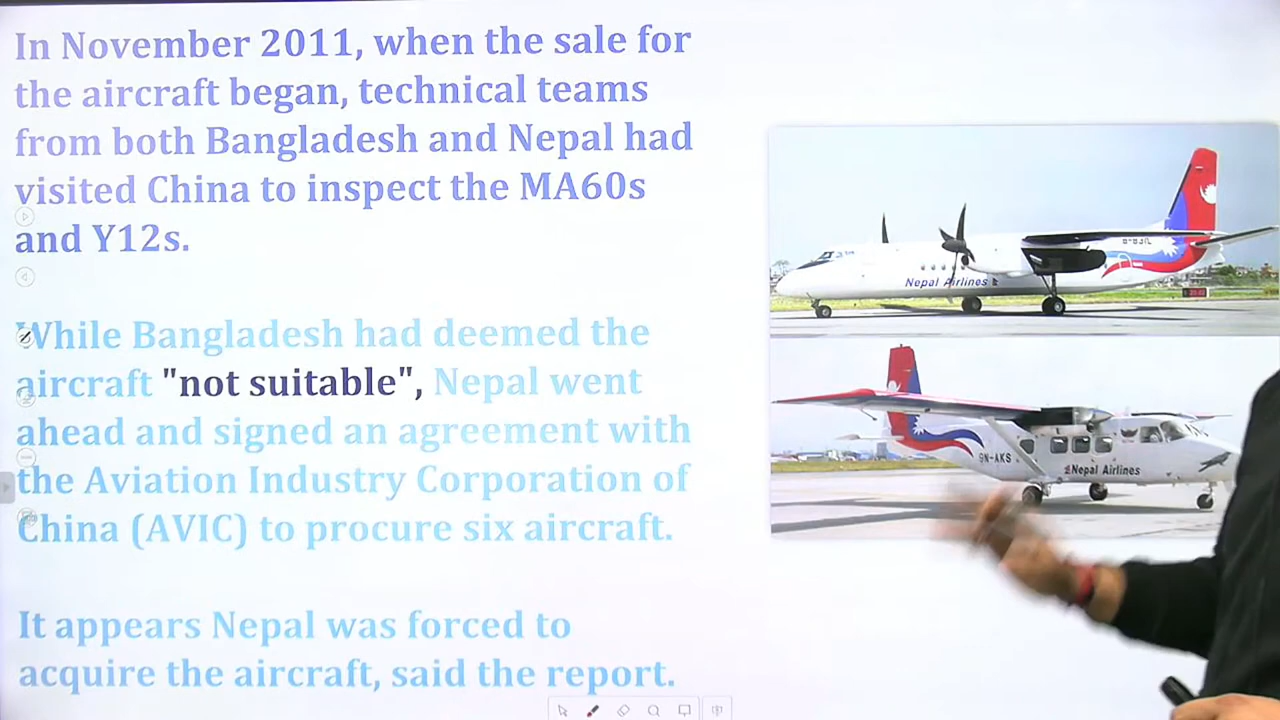 In November 2011, when the sale for
the aircraft began, technical teams
from both Bangladesh and Nepal had
visited China to inspect the MA60s
and Y12s.
While Bangladesh had deemed the
aircraft "not suitable", Nepal went
ahead and signed an agreement with
the Aviation Industry Corporation of
China (AVIC) to procure six aircraft.
It appears Nepal was forced to
acquire the aircraft, said the report.
Nepal Airlines
9N-AKS
Nepal Airlines